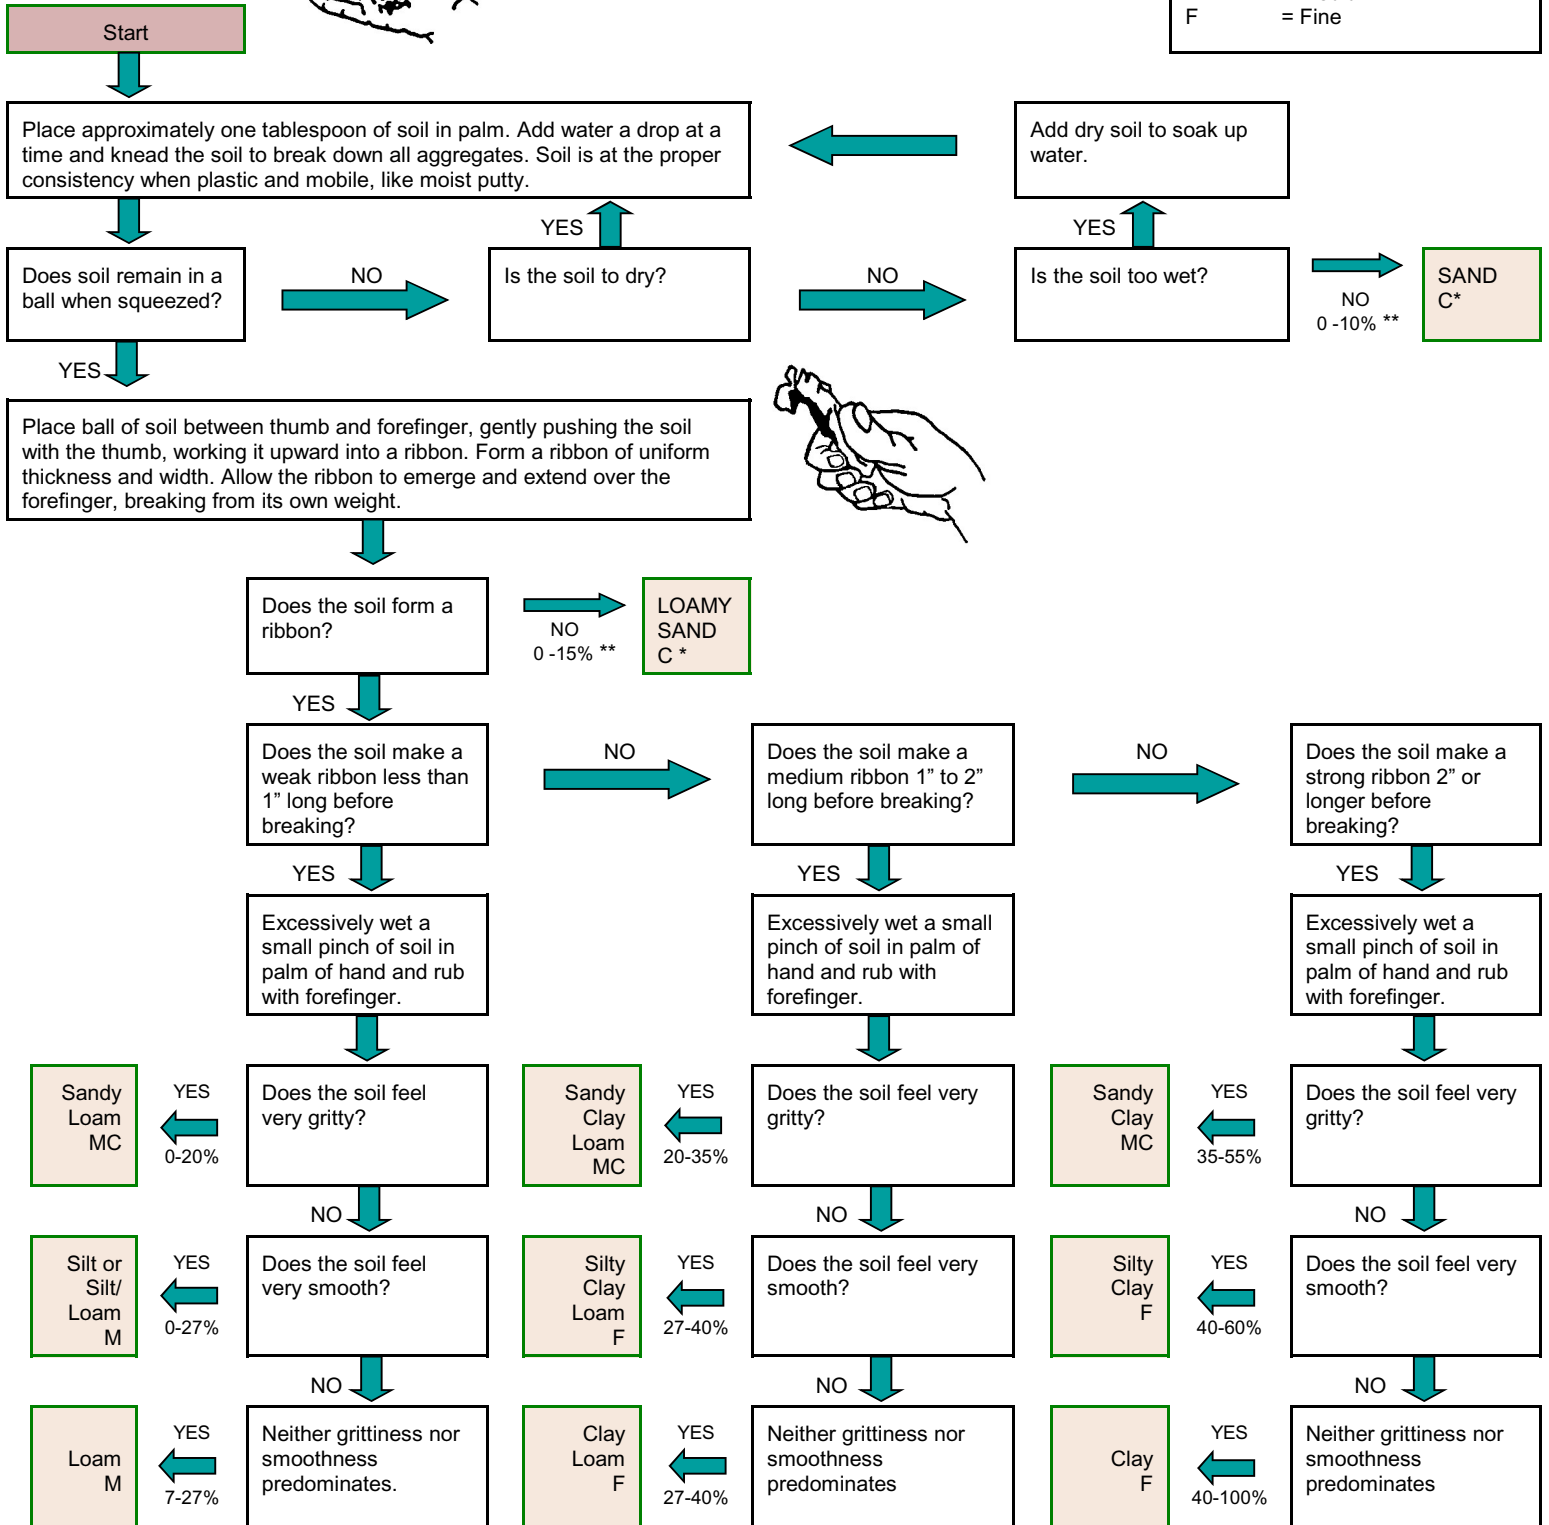 F = Fine
Start
Place approximately one tablespoon of soil in palm. Add water a drop at a
time and knead the soil to break down all aggregates. Soil is at the proper
consistency when plastic and mobile, like moist putty.
Add dry soil to soak up
water.
YES
YES
Does soil remain in a
ball when squeezed?
NO
Is the soil to dry?
NO
Is the soil too wet?
NO
0 -10% **
SAND
C*
YES
Place ball of soil between thumb and forefinger, gently pushing the soil
with the thumb, working it upward into a ribbon. Form a ribbon of uniform
thickness and width. Allow the ribbon to emerge and extend over the
forefinger, breaking from its own weight.
Does the soil form a
ribbon?
NO
0 -15% **
LOAMY
SAND
C *
YES
Does the soil make a
weak ribbon less than
1” long before
breaking?
NO
Does the soil make a
medium ribbon 1” to 2”
long before breaking?
NO
Does the soil make a
strong ribbon 2” or
longer before
breaking?
YES
YES
YES
Excessively wet a
small pinch of soil in
palm of hand and rub
with forefinger.
Excessively wet a small
pinch of soil in palm of
hand and rub with
forefinger.
Excessively wet a
small pinch of soil in
palm of hand and rub
with forefinger.
Sandy
Loam
MC
YES
0-20%
Does the soil feel
very gritty?
Sandy
Clay
Loam
MC
YES
20-35%
Does the soil feel very
gritty?
Sandy
Clay
MC
YES
35-55%
Does the soil feel very
gritty?
NO
NO
NO
Silt or
Silt/
Loam
M
YES
0-27%
Does the soil feel
very smooth?
Silty
Clay
Loam
F
YES
27-40%
Does the soil feel very
smooth?
Silty
Clay
F
YES
40-60%
Does the soil feel very
smooth?
NO
NO
NO
Loam
M
YES
7-27%
Neither grittiness nor
smoothness
predominates.
Clay
Loam
F
YES
27-40%
Neither grittiness nor
smoothness
predominates
Clay
F
YES
40-100%
Neither grittiness nor
smoothness
predominates